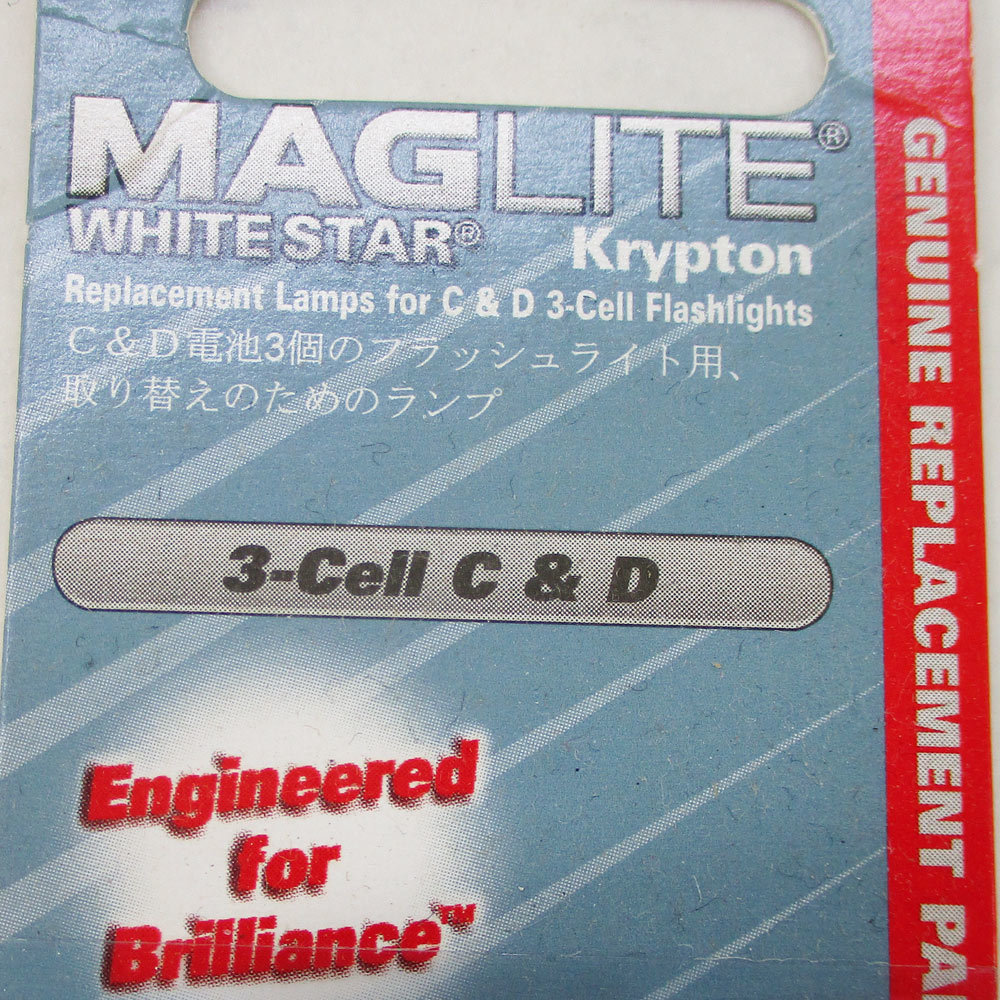 MAGLITE®
WHITE STAR®
Krypton
Replacement Lamps for C & D 3-Cell Flashlights
C&D電池3個のフラッシュライト用、
取り替えのためのランプ
3-Cell C & D
Engineered
for
Brilliance™
GENUINE REPLACEMENT PA